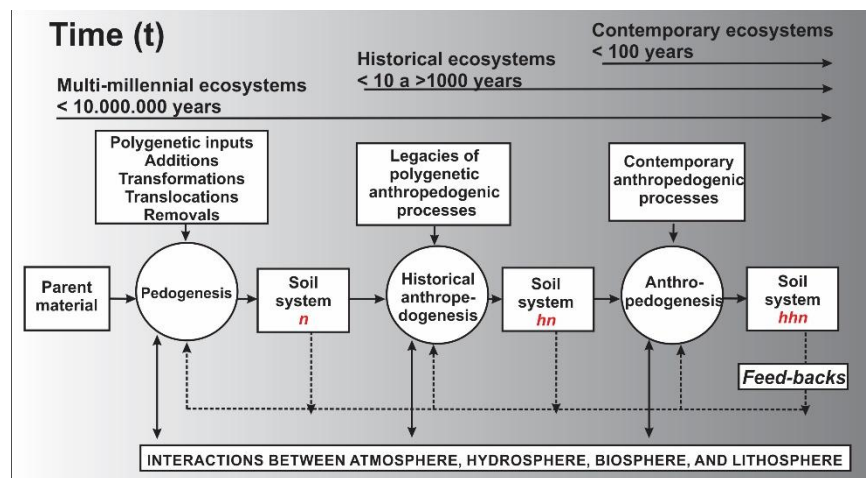 Time (t)
Contemporary ecosystems
< 100 years
Historical ecosystems
< 10 a >1000 years
Multi-millennial ecosystems
< 10.000.000 years
Polygenetic inputs
Additions
Transformations
Translocations
Removals
Legacies of
polygenetic
anthropedogenic
processes
Contemporary
anthropedogenic
processes
Parent
material
Pedogenesis
Soil
system
n
Historical
anthrope-
dogenesis
Soil
system
hn
Anthro-
pedogenesis
Soil
system
hhn
Feed-backs
INTERACTIONS BETWEEN ATMOSPHERE, HYDROSPHERE, BIOSPHERE, AND LITHOSPHERE